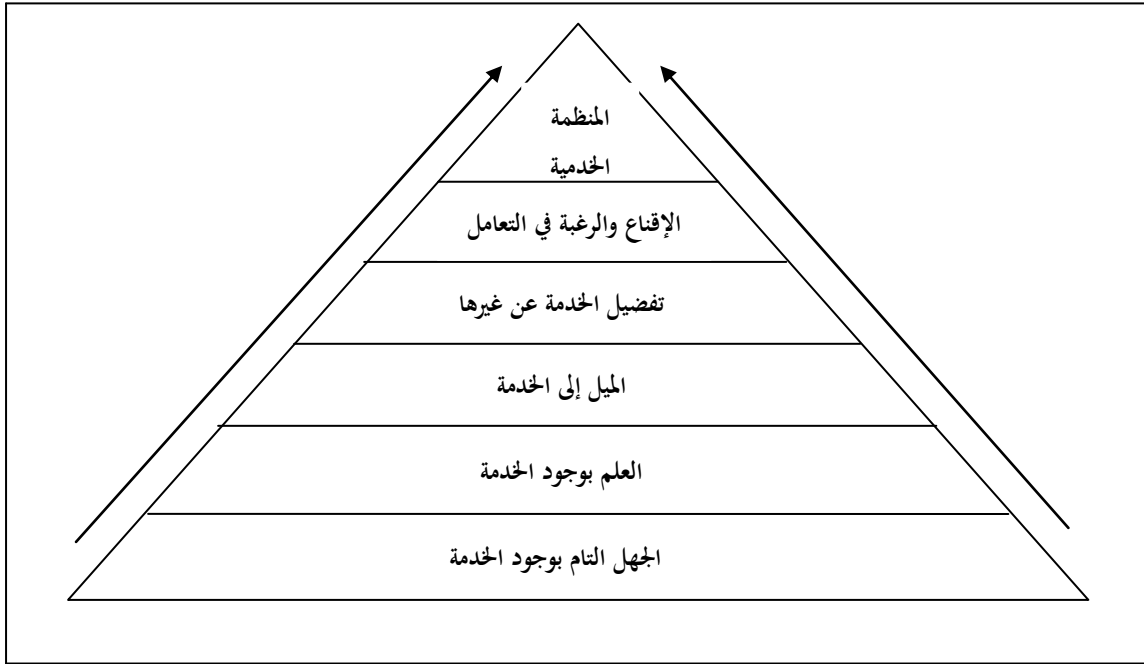 المنظمة
الخدمية
الإقناع والرغبة في التعامل
تفضيل الخدمة عن غيرها
الميل إلى الخدمة
العلم بوجود الخدمة
الجهل التام بوجود الخدمة